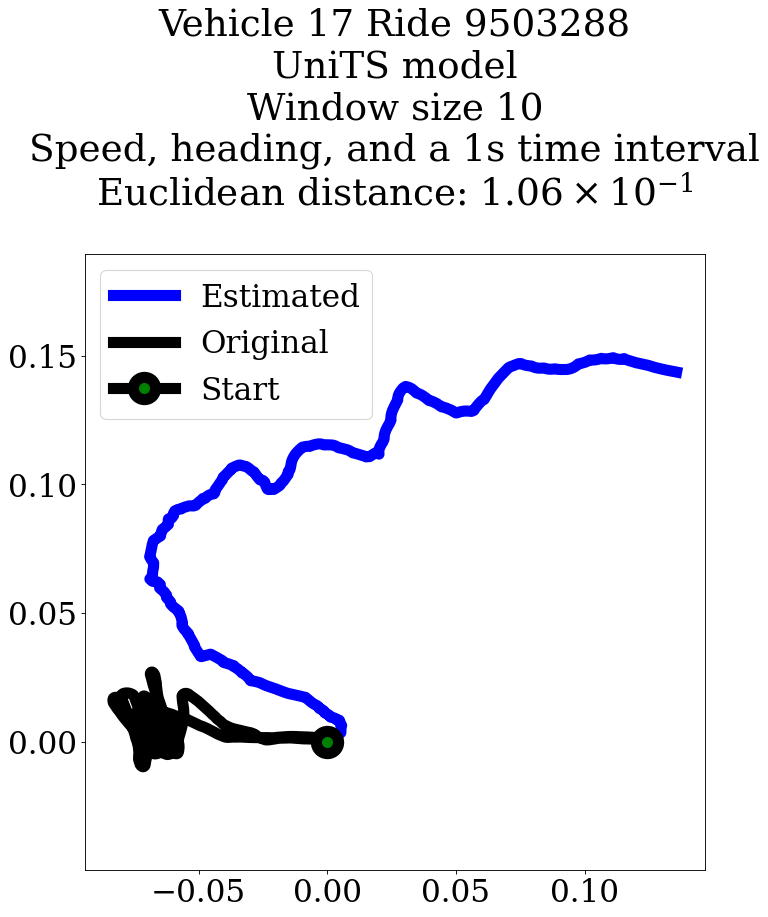 Vehicle 17 Ride 9503288
UniTS model
Window size 10
Speed, heading, and a 1s time interval
Euclidean distance: 1.06 × 10⁻¹
Estimated
Original
Start
0.15
0.10
0.05
0.00
−0.05 0.00 0.05 0.10